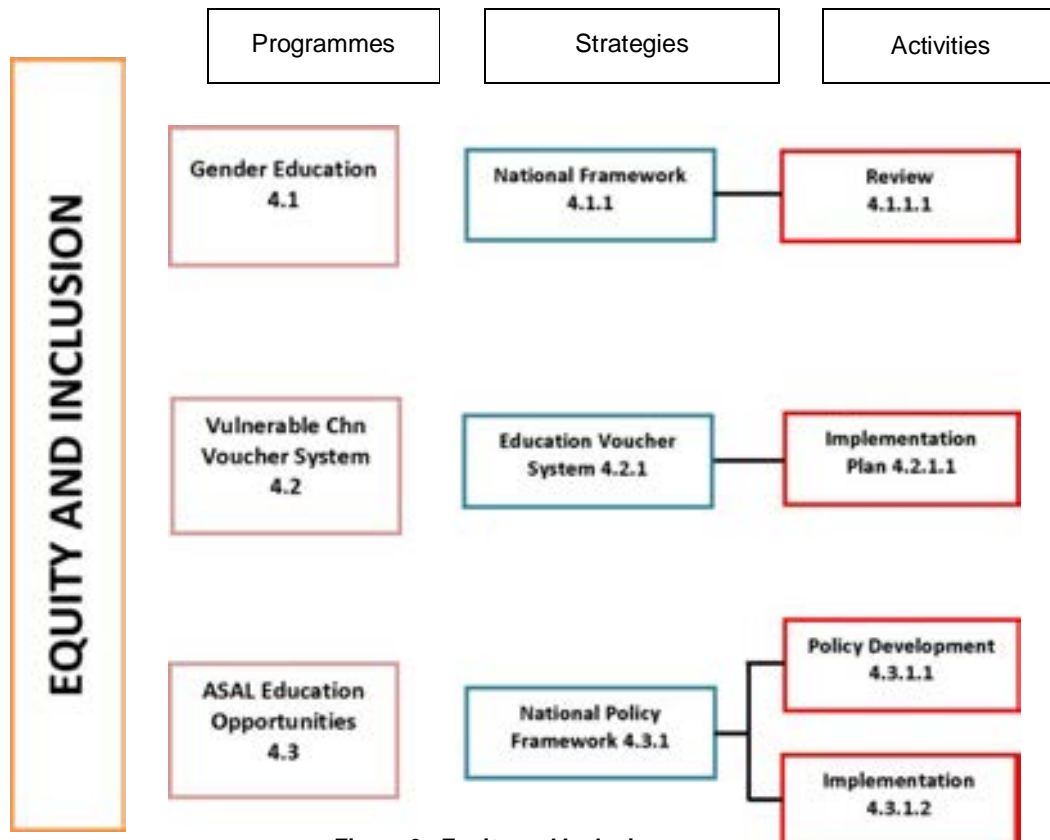 Programmes
Strategies
Activities
EQUITY AND INCLUSION
Gender Education
4.1
National Framework
4.1.1
Review
4.1.1.1
Vulnerable Chn
Voucher System
4.2
Education Voucher
System 4.2.1
Implementation
Plan 4.2.1.1
ASAL Education
Opportunities
4.3
National Policy
Framework 4.3.1
Policy Development
4.3.1.1
Implementation
4.3.1.2